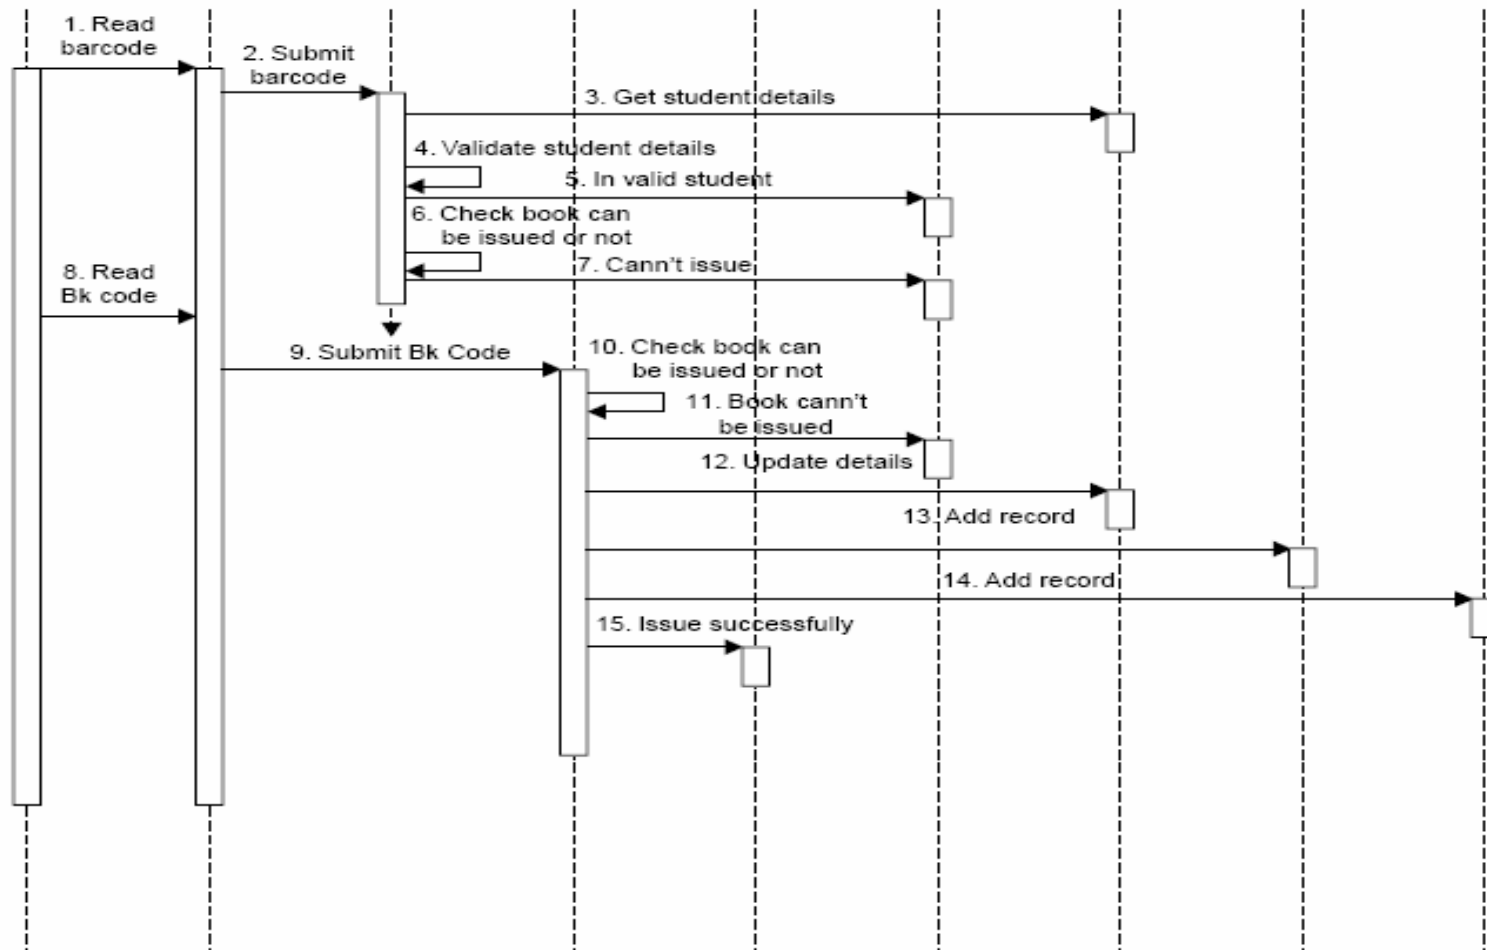 1. Read
barcode
2. Submit
barcode
3. Get student details
4. Validate student details
5. In valid student
6. Check book can
be issued or not
7. Cann't issue
8. Read
Bk code
9. Submit Bk Code
10. Check book can
be issued or not
11. Book cann't
be issued
12. Update details
13. Add record
14. Add record
15. Issue successfully